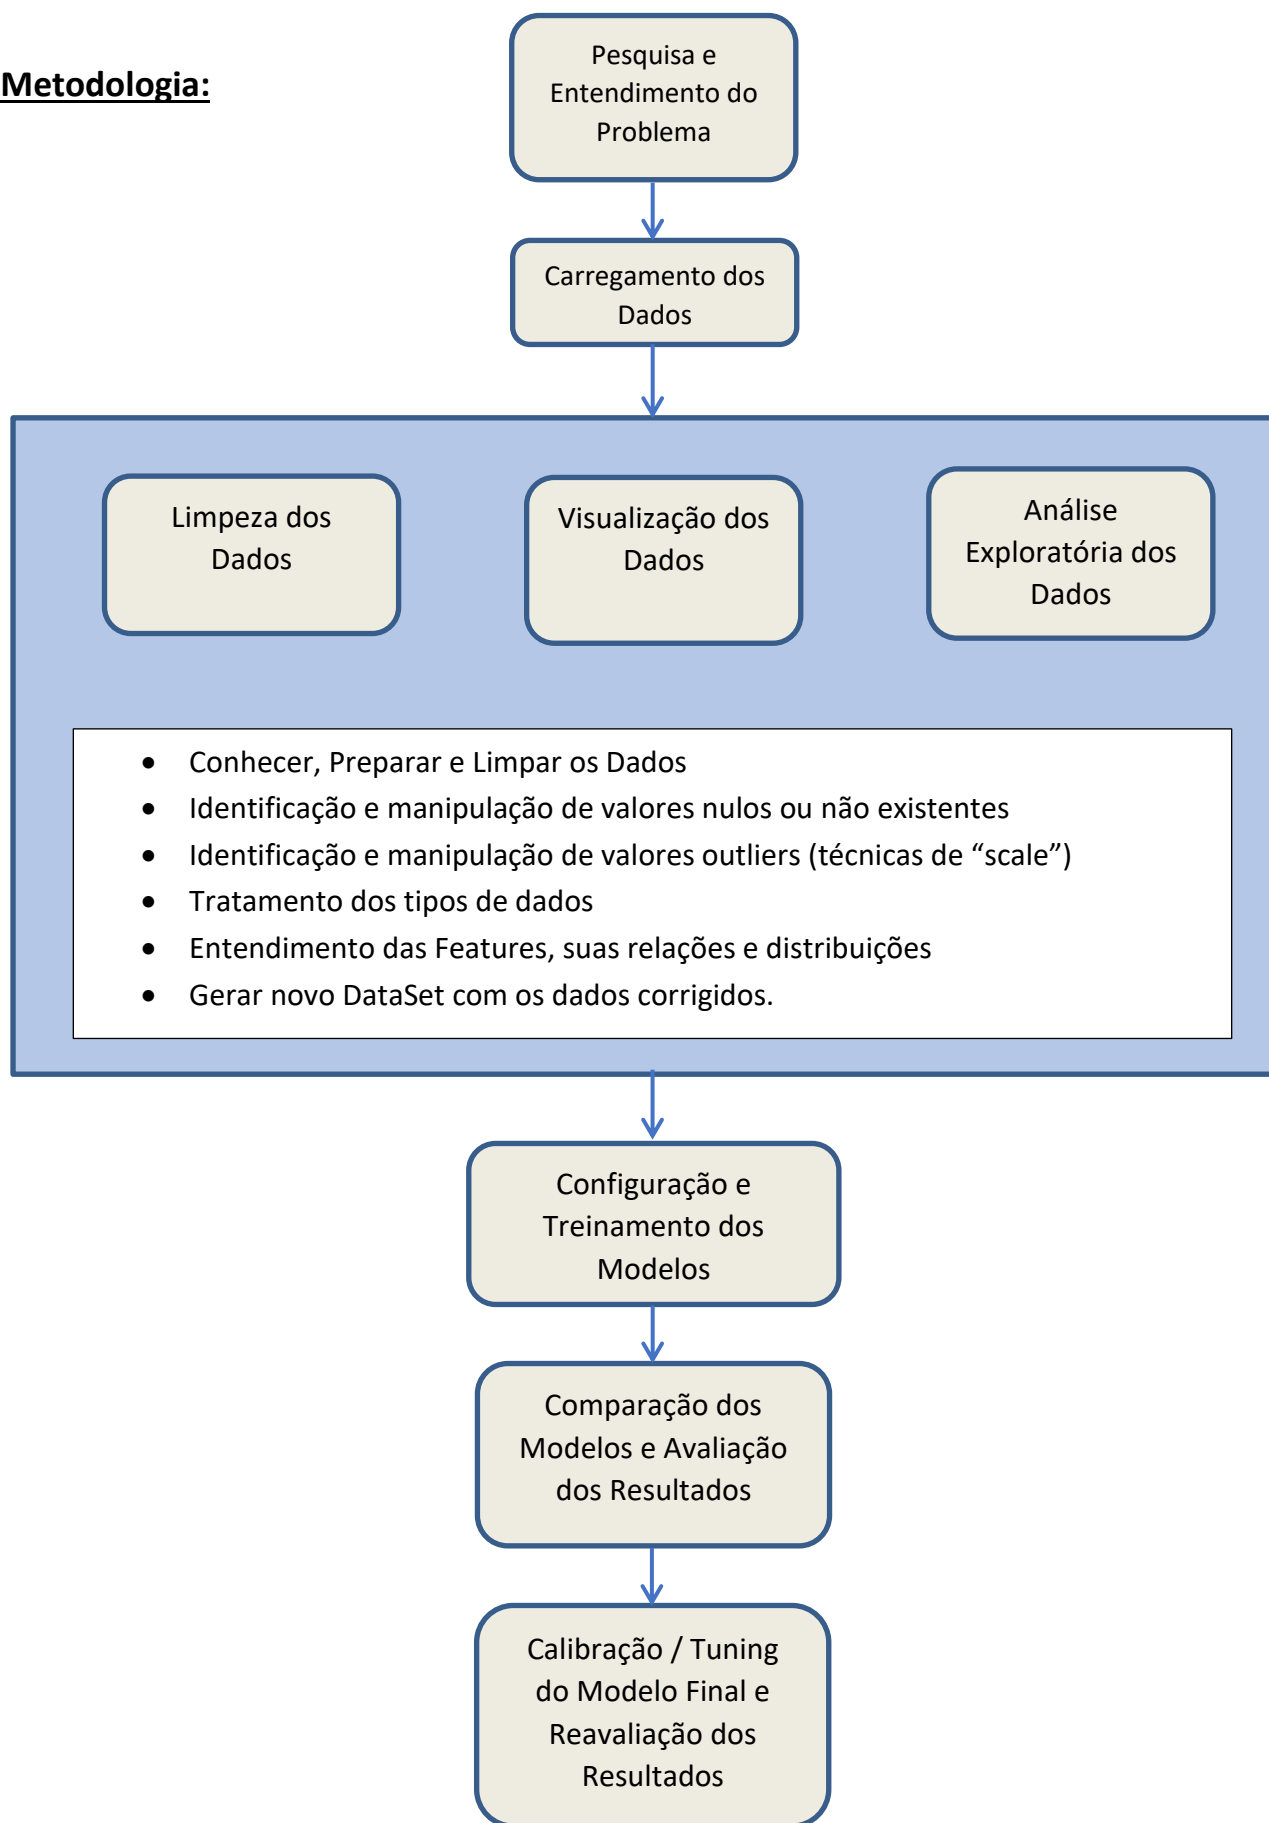 Metodologia:
Pesquisa e
Entendimento do
Problema
Carregamento dos
Dados
Limpeza dos
Dados
Visualização dos
Dados
Análise
Exploratória dos
Dados
• Conhecer, Preparar e Limpar os Dados
• Identificação e manipulação de valores nulos ou não existentes
• Identificação e manipulação de valores outliers (técnicas de “scale”)
• Tratamento dos tipos de dados
• Entendimento das Features, suas relações e distribuições
• Gerar novo DataSet com os dados corrigidos.
Configuração e
Treinamento dos
Modelos
Comparação dos
Modelos e Avaliação
dos Resultados
Calibração / Tuning
do Modelo Final e
Reavaliação dos
Resultados